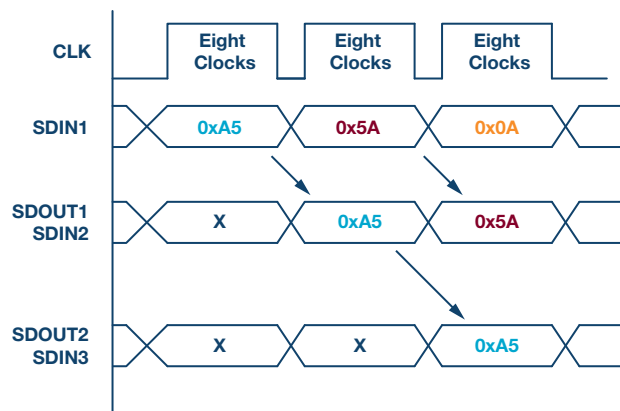 CLK
Eight Clocks
Eight Clocks
Eight Clocks
SDIN1
0xA5
0x5A
0x0A
SDOUT1
SDIN2
X
0xA5
0x5A
SDOUT2
SDIN3
X
X
0xA5